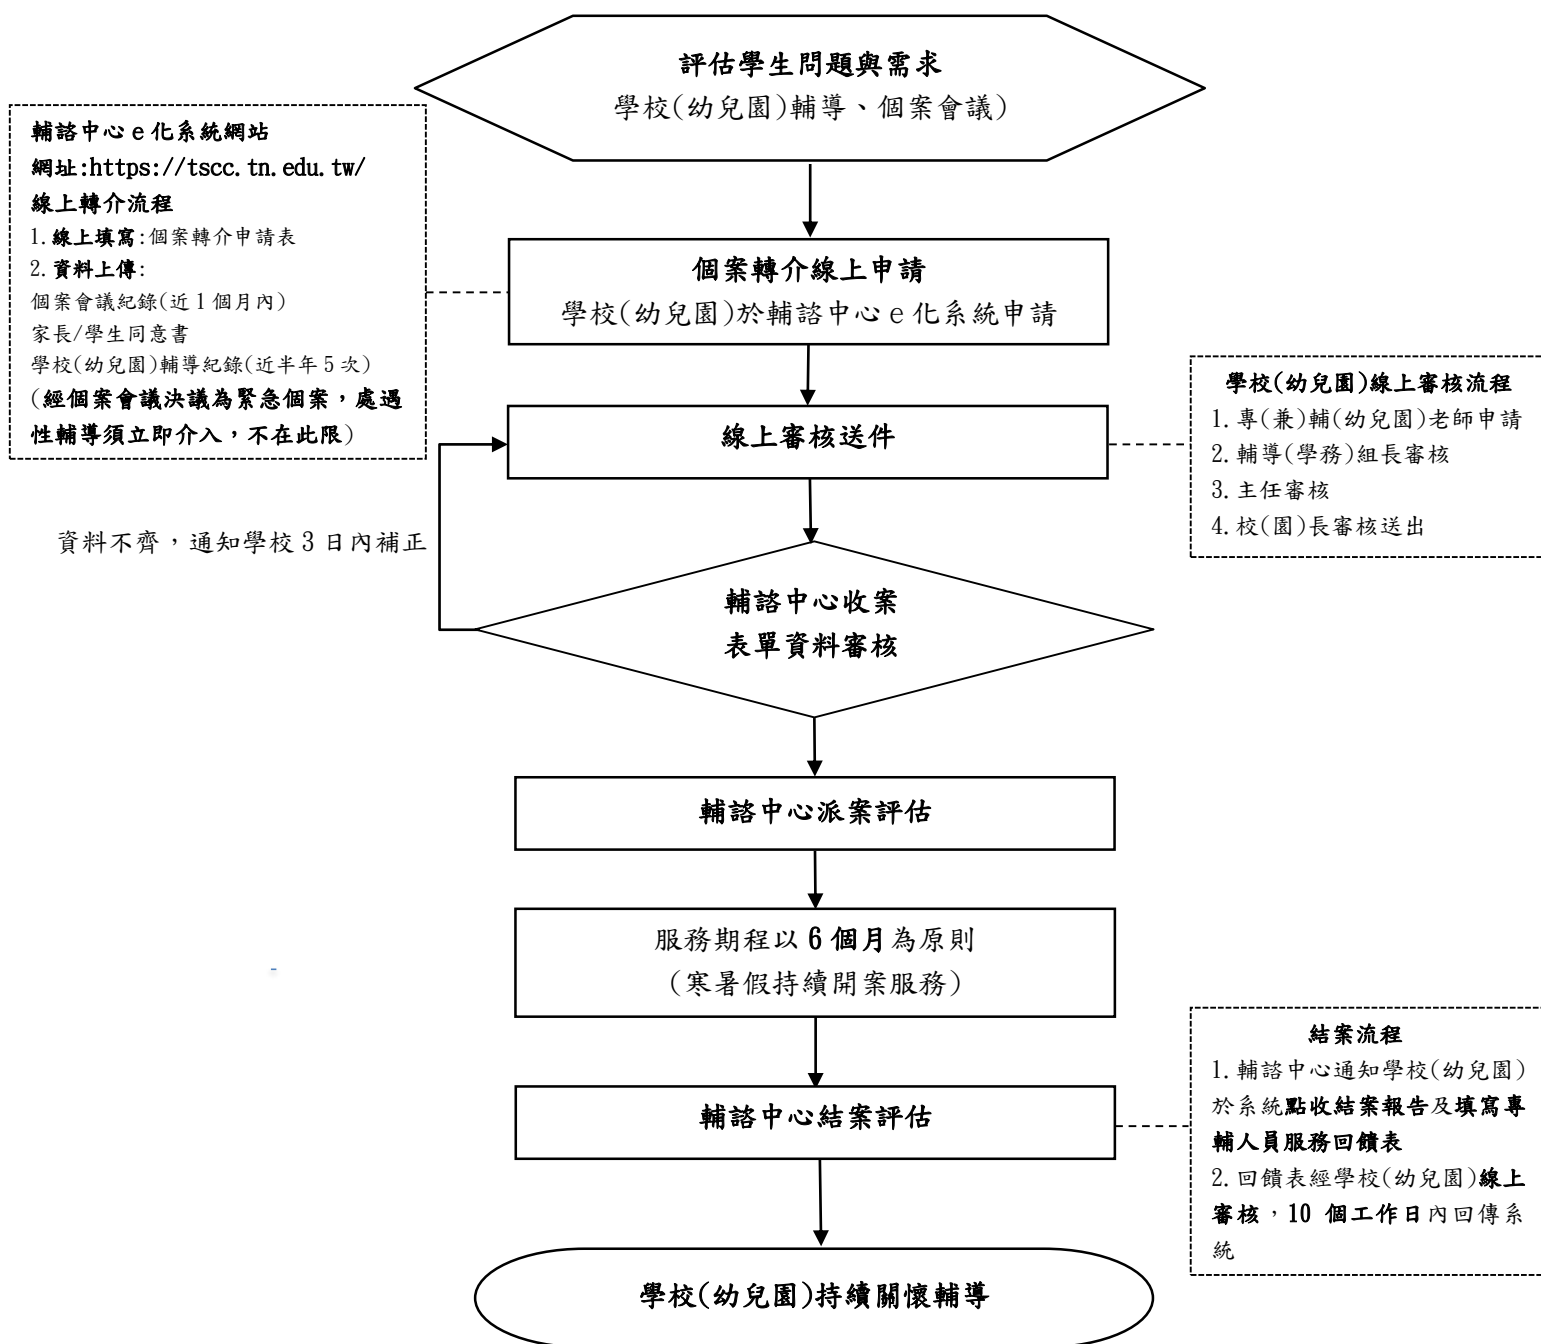 評估學生問題與需求
學校(幼兒園)輔導、個案會議)
輔諮中心 e 化系統網站
網址:https://tscc.tn.edu.tw/
線上轉介流程
1.線上填寫:個案轉介申請表
2.資料上傳:
個案會議紀錄(近 1 個月內)
家長/學生同意書
學校(幼兒園)輔導紀錄(近半年 5 次)
(經個案會議決議為緊急個案，處遇
性輔導須立即介入，不在此限)
個案轉介線上申請
學校(幼兒園)於輔諮中心 e 化系統申請
線上審核送件
學校(幼兒園)線上審核流程
1.專(兼)輔(幼兒園)老師申請
2.輔導(學務)組長審核
3.主任審核
4.校(園)長審核送出
資料不齊，通知學校 3 日內補正
輔諮中心收案
表單資料審核
輔諮中心派案評估
服務期程以 6 個月為原則
(寒暑假持續開案服務)
輔諮中心結案評估
結案流程
1.輔諮中心通知學校(幼兒園)
於系統點收結案報告及填寫專
輔人員服務回饋表
2.回饋表經學校(幼兒園)線上
審核，10 個工作日內回傳系
統
學校(幼兒園)持續關懷輔導